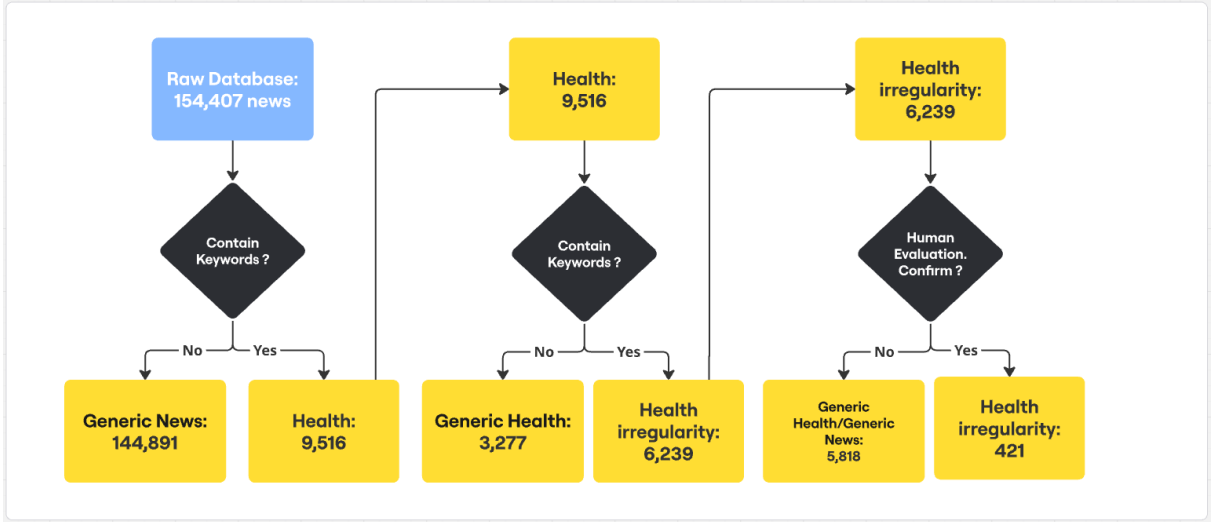 Raw Database:
154,407 news
Contain
Keywords ?
No
Yes
Generic News:
144,891
Health:
9,516
Health:
9,516
Contain
Keywords ?
No
Yes
Generic Health:
3,277
Health
irregularity:
6,239
Health
irregularity:
6,239
Human
Evaluation.
Confirm ?
No
Yes
Generic
Health/Generic
News:
5,818
Health
irregularity:
421